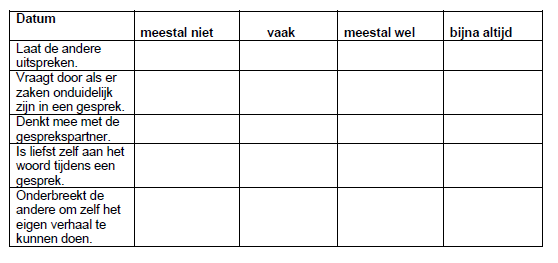 Datum
meestal niet vaak meestal wel bijna altijd
Laat de andere
uitspreken.
Vraagt door als er
zaken onduidelijk
zijn in een gesprek.
Denkt mee met de
gesprekspartner.
Is liefst zelf aan het
woord tijdens een
gesprek.
Onderbreekt de
andere om zelf het
eigen verhaal te
kunnen doen.